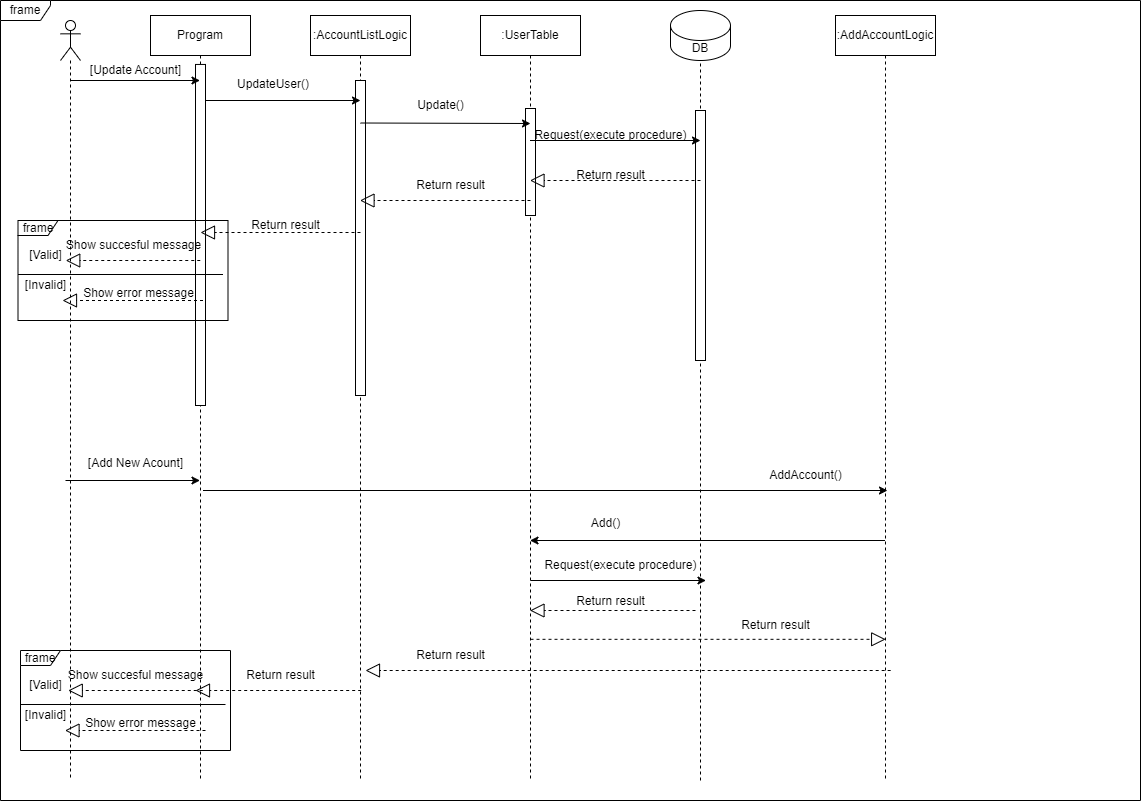 frame
Program
:AccountListLogic
:UserTable
DB
:AddAccountLogic
[Update Account]
UpdateUser()
Update()
Request(execute procedure)
Return result
Return result
Return result
frame
Show succesful message
[Valid]
[Invalid]
Show error message
[Add New Acount]
AddAccount()
Add()
Request(execute procedure)
Return result
Return result
Return result
frame
Show succesful message
Return result
[Valid]
[Invalid]
Show error message